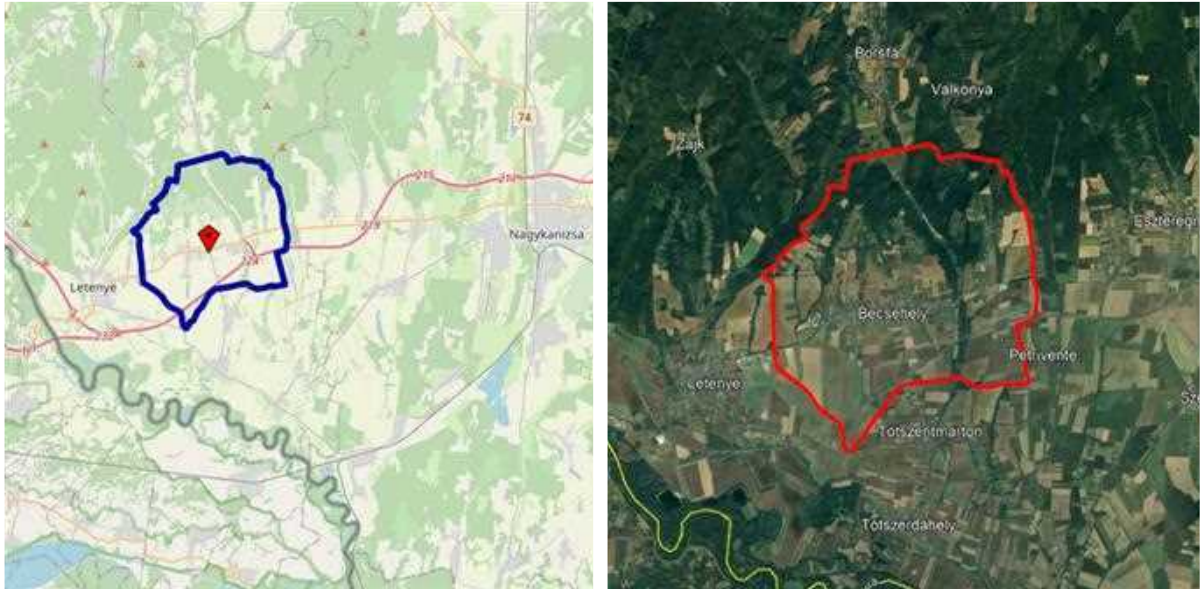 74
Nagykanizsa
Letenye
Borsfa
Valkonya
Zajk
Becsehely
Petrivente
Letenye
Tótszentmárton
Tótszerdahely